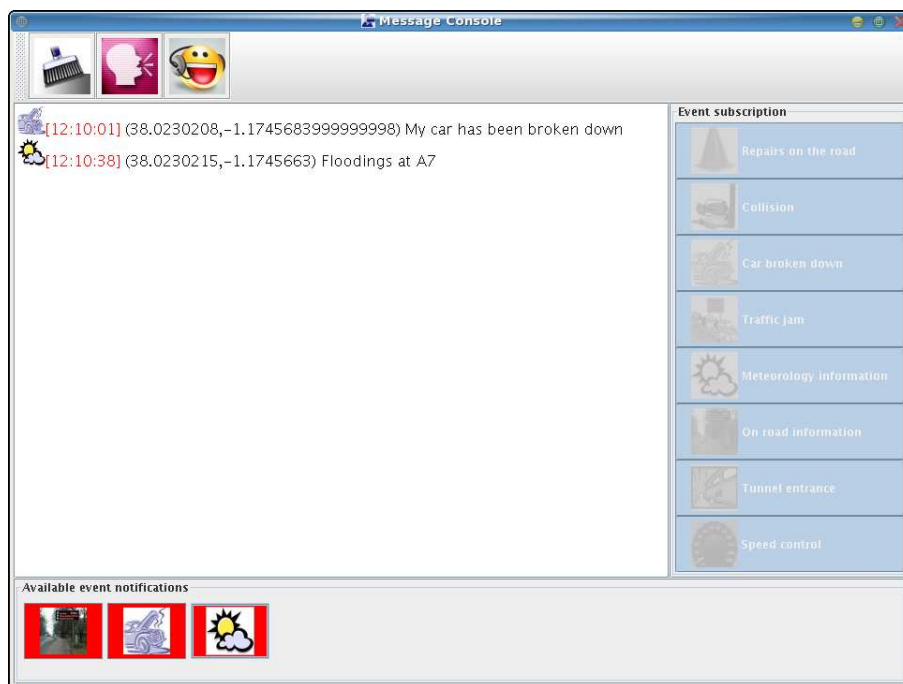 Message Console
[12:10:01] (38.0230208,-1.1745683999999998) My car has been broken down
[12:10:38] (38.0230215,-1.1745663) Floodings at A7
Event subscription
Repairs on the road
Collision
Car broken down
Traffic jam
Meteorology information
On road information
Tunnel entrance
Speed control
Available event notifications